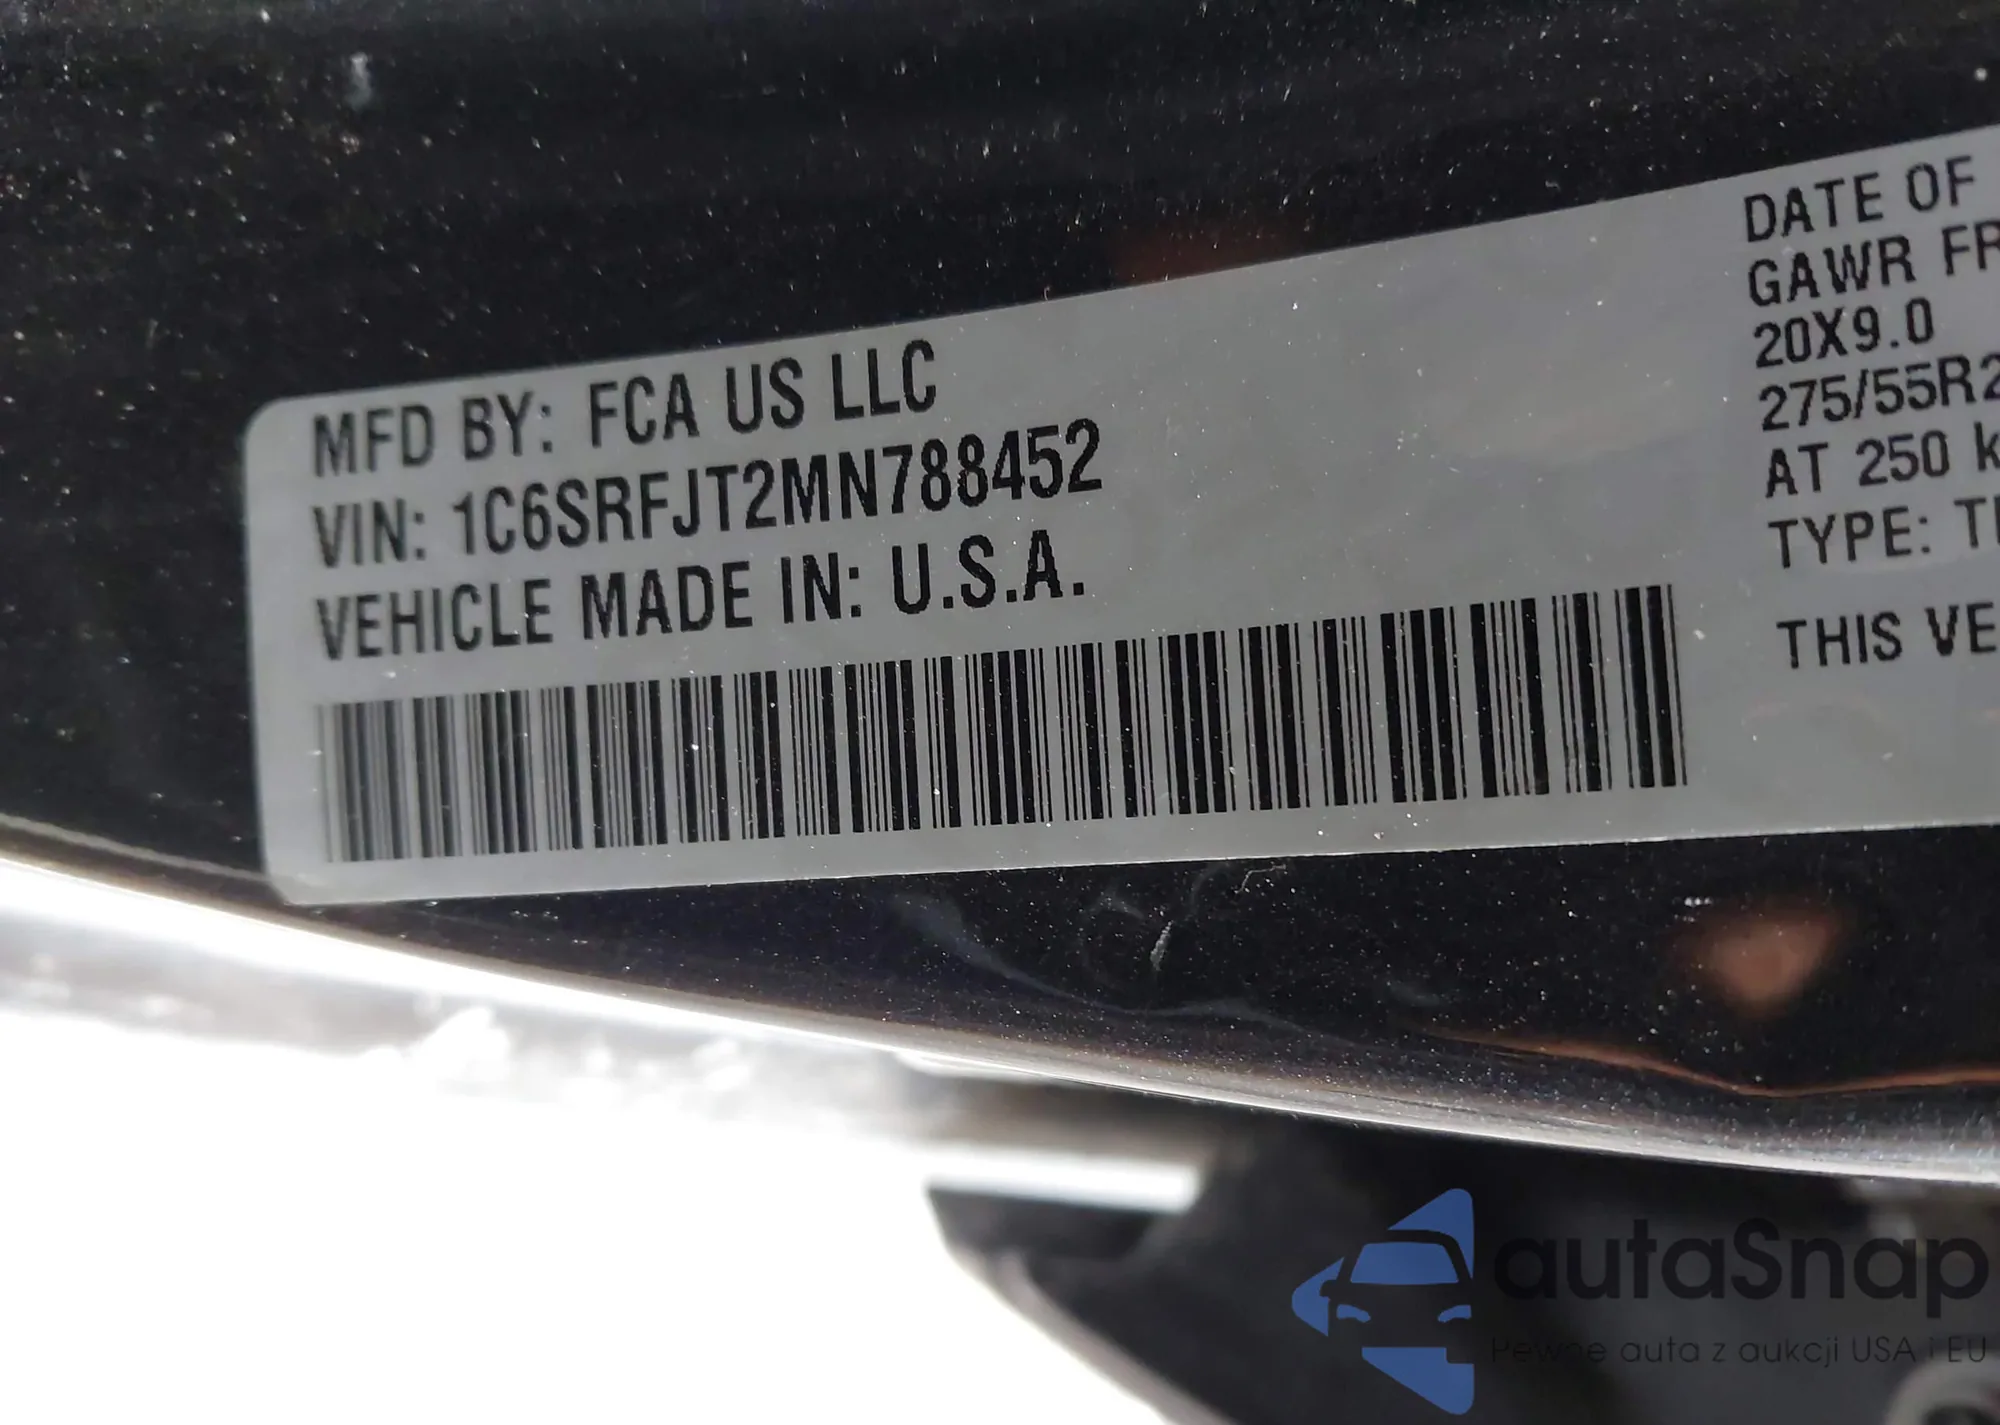 MFD BY: FCA US LLC
VIN: 1C6SRFJT2MN788452
VEHICLE MADE IN: U.S.A.
DATE OF
GAWR FR
20X9.0
275/55R2
AT 250 k
TYPE: T
THIS VE
autaSnap
Pewne auta z aukcji USA i EU